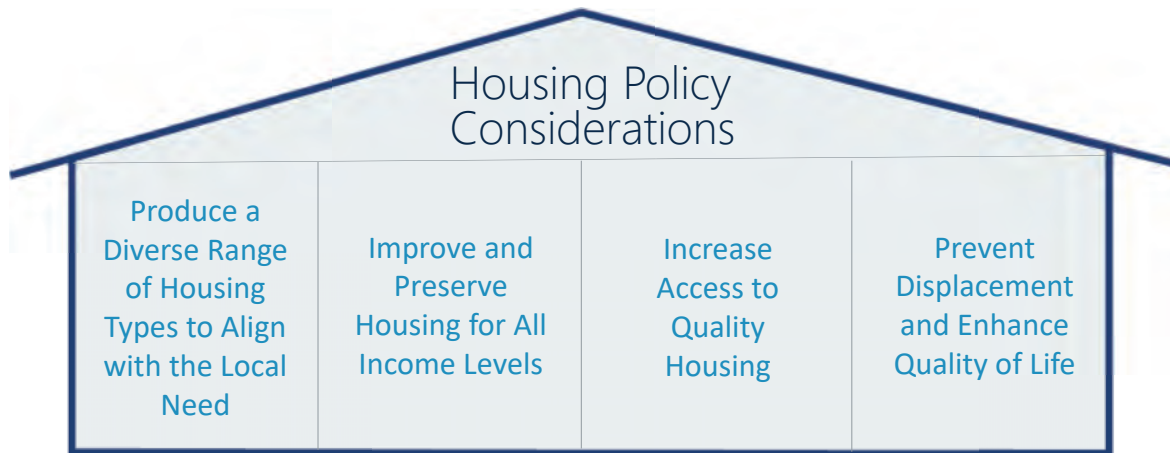 Housing Policy
Considerations
Produce a
Diverse Range
of Housing
Types to Align
with the Local
Need
Improve and
Preserve
Housing for All
Income Levels
Increase
Access to
Quality
Housing
Prevent
Displacement
and Enhance
Quality of Life